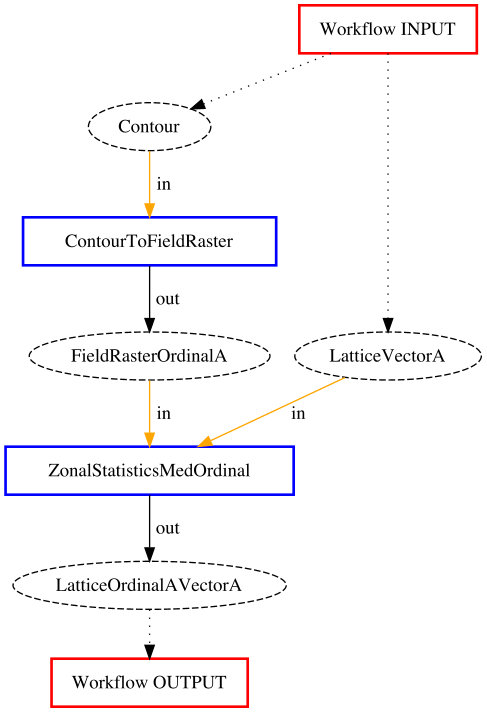 Workflow INPUT
Contour
in
ContourToFieldRaster
out
FieldRasterOrdinalA
LatticeVectorA
in
in
ZonalStatisticsMedOrdinal
out
LatticeOrdinalAVectorA
Workflow OUTPUT